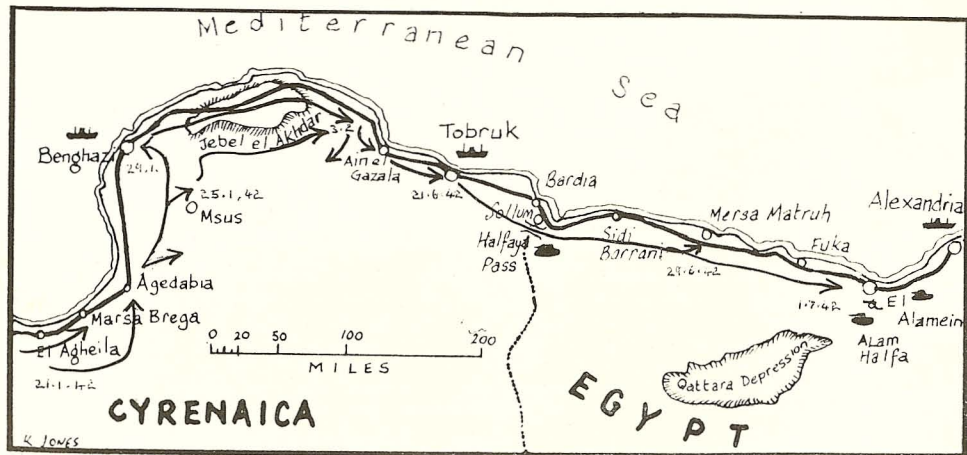 Mediterranean
Sea
Benghazi
29.1.
Jebel el Akhdar
3.2
Ain el
Gazala
Tobruk
21.6.42
Bardia
Sollum
Halfaya
Pass
Sidi
Barrani
Mersa Matruh
29.6.42
Fuka
Alexandria
1.7.42
El
Alamein
ALAM
Halfa
25.1.42
Msus
Agedabia
Marsa Brega
El Agheila
21.1.42
0 20 50 100 200
MILES
Qattara Depression
CYRENAICA
EGYPT
K JONES